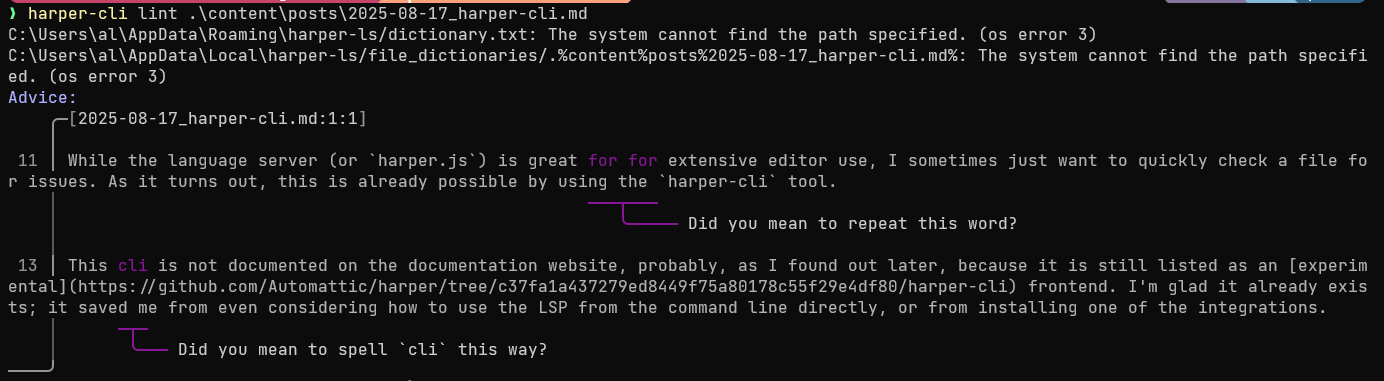 ❯ harper-cli lint .\content\posts\2025-08-17_harper-cli.md
C:\Users\al\AppData\Roaming\harper-ls/dictionary.txt: The system cannot find the path specified. (os error 3)
C:\Users\al\AppData\Local\harper-ls/file_dictionaries/.%content%posts%2025-08-17_harper-cli.md%: The system cannot find the path specifi
ed. (os error 3)
Advice:
[2025-08-17_harper-cli.md:1:1]
11 │ While the language server (or `harper.js`) is great for for extensive editor use, I sometimes just want to quickly check a file fo
r issues. As it turns out, this is already possible by using the `harper-cli` tool.
Did you mean to repeat this word?
13 │ This cli is not documented on the documentation website, probably, as I found out later, because it is still listed as an [experim
ental](https://github.com/Automattic/harper/tree/c37fa1a437279ed8449f75a80178c55f29e4df80/harper-cli) frontend. I'm glad it already exis
ts; it saved me from even considering how to use the LSP from the command line directly, or from installing one of the integrations.
Did you mean to spell `cli` this way?